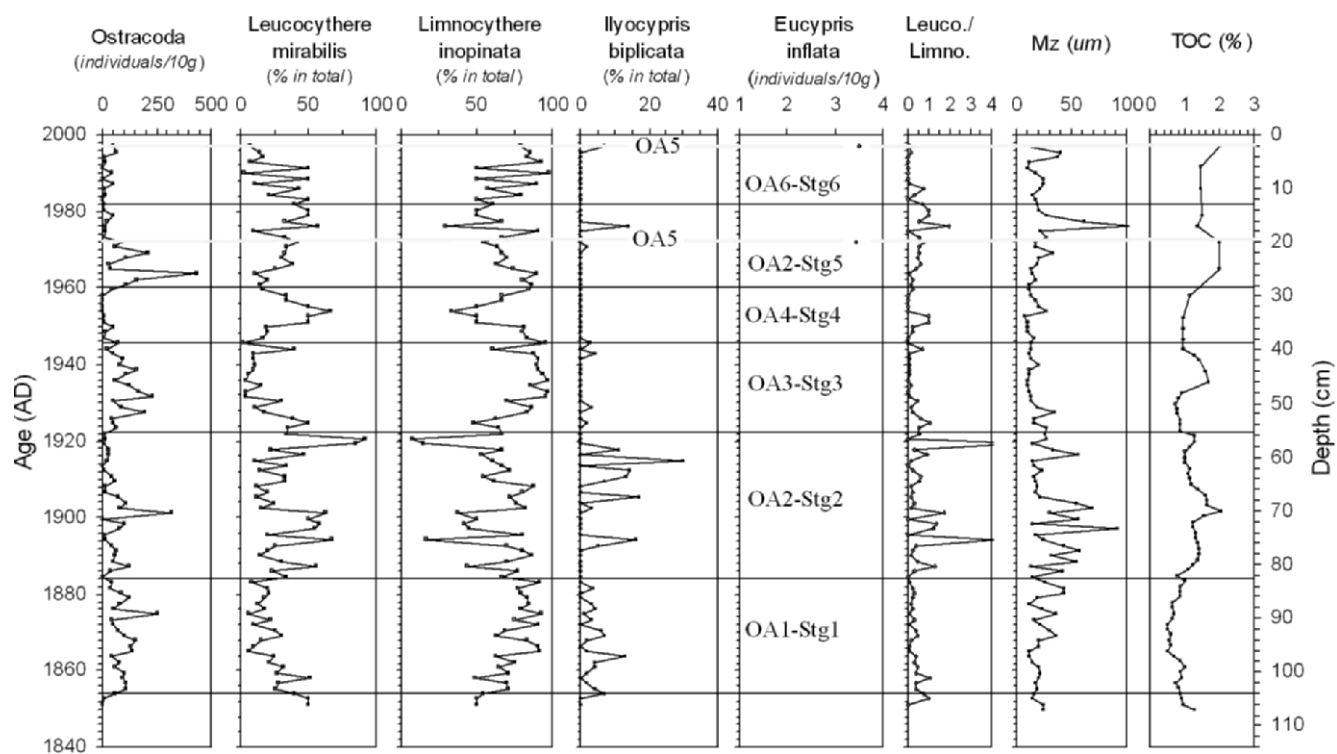 Ostracoda
(individuals/10g)
Leucocythere
mirabilis
(% in total)
Limnocythere
inopinata
(% in total)
Ilyocypris
biplicata
(% in total)
Eucypris
inflata
(individuals/10g)
Leuco./
Limno.
Mz (um)
TOC (%)
0 250 500
0 50 100
0 50 100
0 20 40
1 2 3 4
0 1 2 3 4
0 50 100
0 1 2 3
2000
1980
1960
1940
1920
1900
1880
1860
1840
Age (AD)
OA5
OA6-Stg6
OA5
OA2-Stg5
OA4-Stg4
OA3-Stg3
OA2-Stg2
OA1-Stg1
0
10
20
30
40
50
60
70
80
90
100
110
Depth (cm)